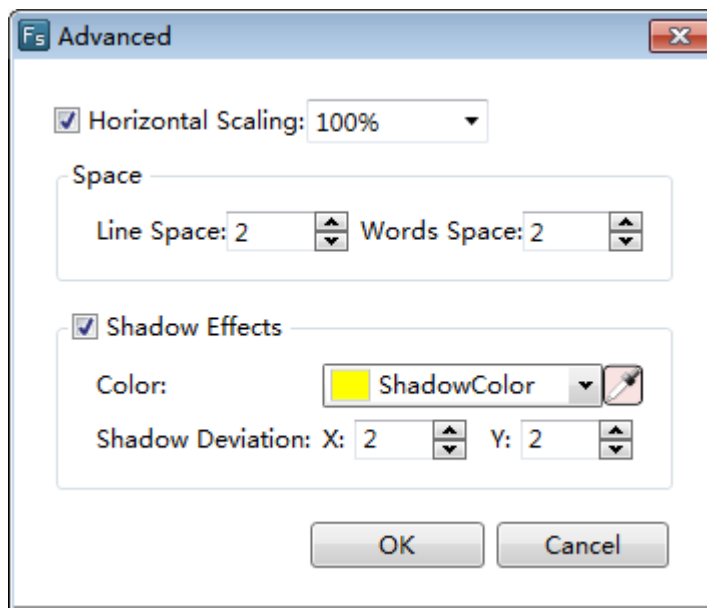 Fs Advanced
Horizontal Scaling: 100%
Space
Line Space: 2 Words Space: 2
Shadow Effects
Color: ShadowColor
Shadow Deviation: X: 2 Y: 2
OK Cancel